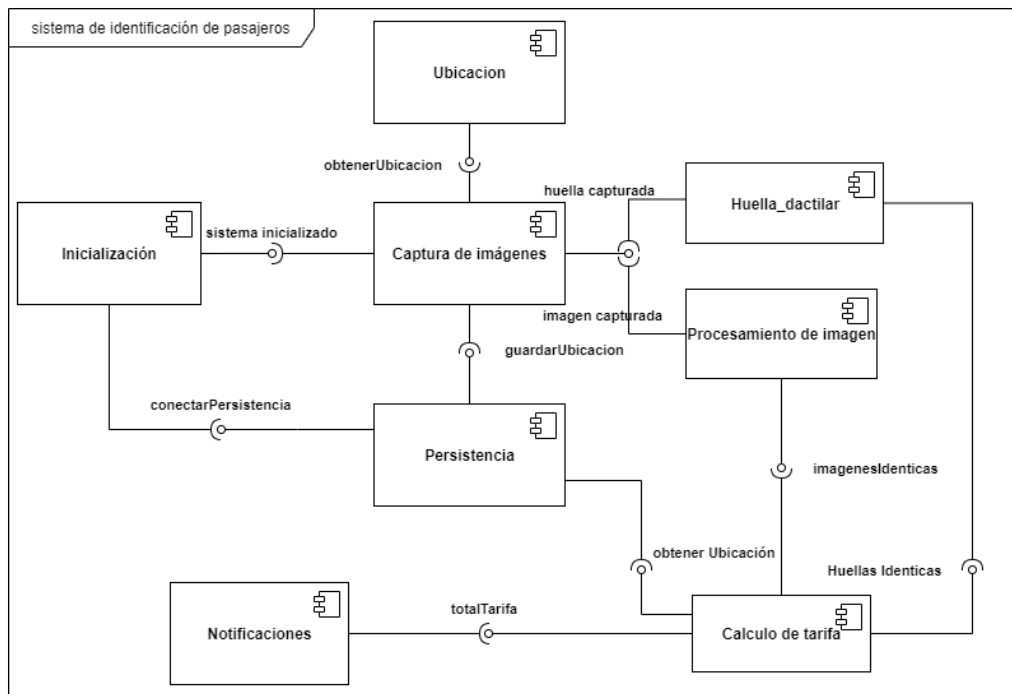 sistema de identificación de pasajeros
Ubicacion
obtenerUbicacion
huella capturada
Huella_dactilar
Inicialización
sistema inicializado
Captura de imágenes
imagen capturada
Procesamiento de imagen
guardarUbicacion
conectarPersistencia
Persistencia
imagenesIdenticas
obtener Ubicación
Huellas Identicas
Notificaciones
totalTarifa
Calculo de tarifa